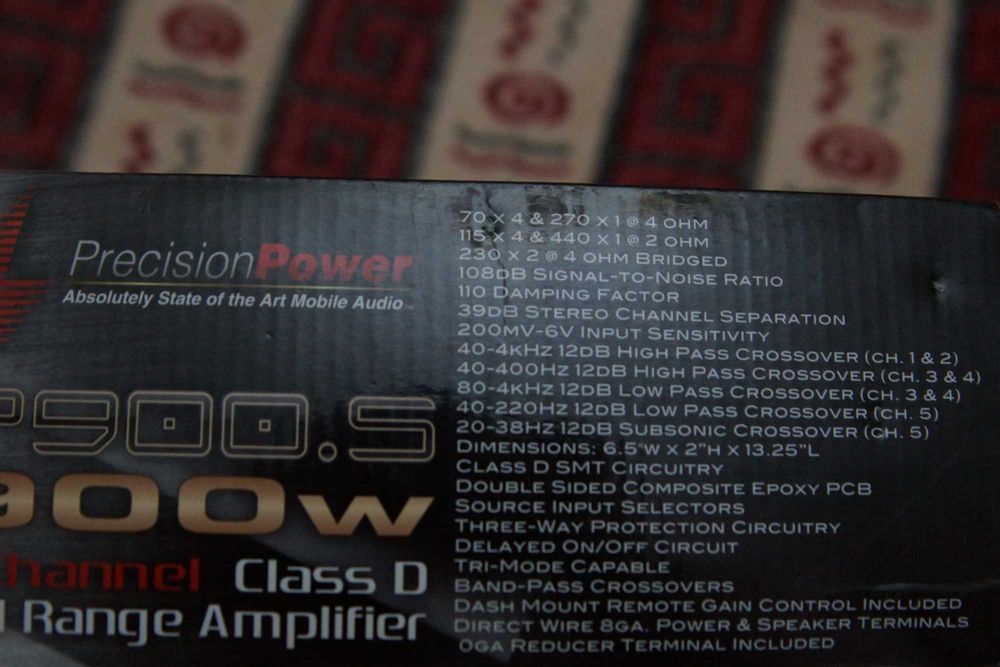 PrecisionPower
Absolutely State of the Art Mobile Audio
P900.5
900W
Channel Class D
Range Amplifier
70 X 4 & 270 X 1 @ 4 OHM
115 X 4 & 440 X 1 @ 2 OHM
230 X 2 @ 4 OHM BRIDGED
108DB SIGNAL-TO-NOISE RATIO
110 DAMPING FACTOR
39DB STEREO CHANNEL SEPARATION
200MV-6V INPUT SENSITIVITY
40-4KHZ 12DB HIGH PASS CROSSOVER (CH. 1 & 2)
40-400HZ 12DB HIGH PASS CROSSOVER (CH. 3 & 4)
80-4KHZ 12DB LOW PASS CROSSOVER (CH. 3 & 4)
40-220HZ 12DB LOW PASS CROSSOVER (CH. 5)
20-38HZ 12DB SUBSONIC CROSSOVER (CH. 5)
DIMENSIONS: 6.5"W X 2"H X 13.25"L
CLASS D SMT CIRCUITRY
DOUBLE SIDED COMPOSITE EPOXY PCB
SOURCE INPUT SELECTORS
THREE-WAY PROTECTION CIRCUITRY
DELAYED ON/OFF CIRCUIT
TRI-MODE CAPABLE
BAND-PASS CROSSOVERS
DASH MOUNT REMOTE GAIN CONTROL INCLUDED
DIRECT WIRE 8GA. POWER & SPEAKER TERMINALS
0GA REDUCER TERMINAL INCLUDED